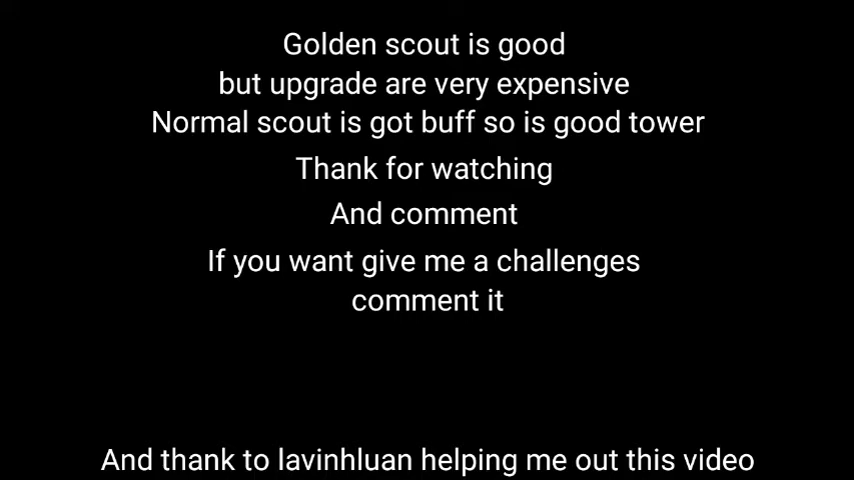 Golden scout is good
but upgrade are very expensive
Normal scout is got buff so is good tower
Thank for watching
And comment
If you want give me a challenges
comment it
And thank to lavinhluan helping me out this video